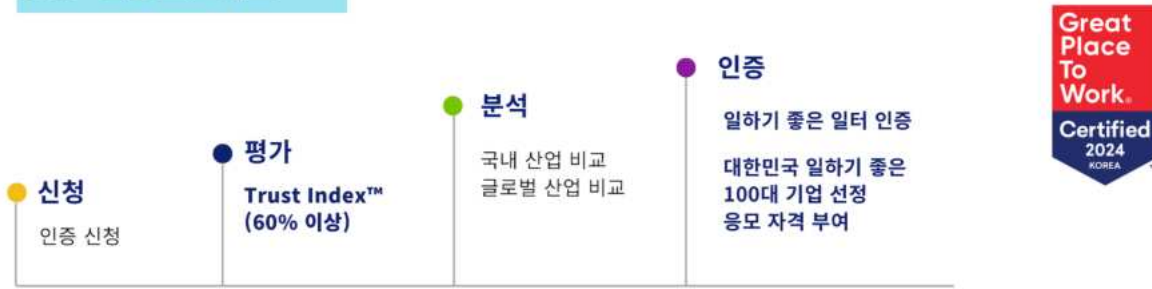 신청
인증 신청
평가
Trust Index™
(60% 이상)
분석
국내 산업 비교
글로벌 산업 비교
인증
일하기 좋은 일터 인증
대한민국 일하기 좋은
100대 기업 선정
응모 자격 부여
Great
Place
To
Work.
Certified
2024
KOREA